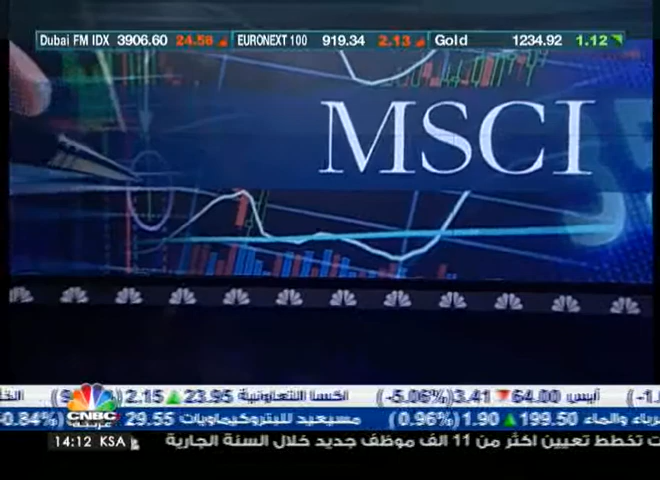 Dubai FM IDX 3906.60 24.58 EURONEXT 100 919.34 2.13 Gold 1234.92 1.12
MSCI
آيس 64.00 3.41 (-5.06%) اكسا التعاونية 23.95 2.15
والماء 199.50 1.90 (0.96%) مسيعيد للبتروكيماويات 29.55 -0.84%)
CNBC
عربية
14:12 KSA ت تخطط تعيين اكثر من 11 الف موظف جديد خلال السنة الجارية